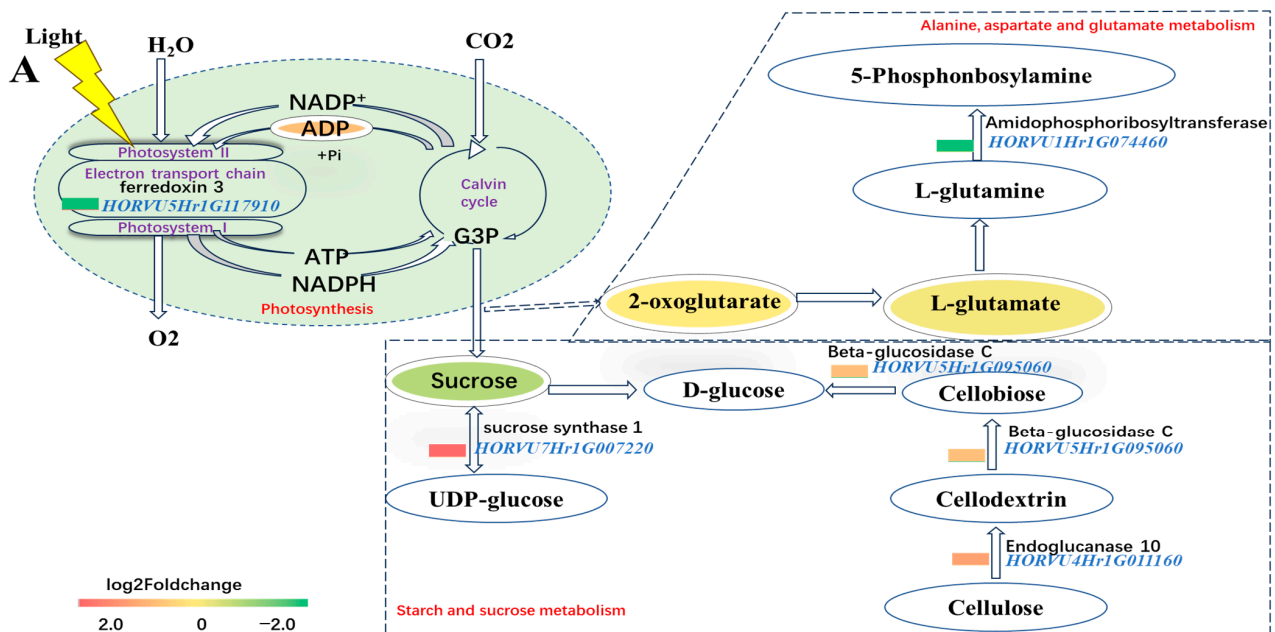 A
Light
H₂O
CO2
NADP⁺
ADP
+Pi
Photosystem II
Electron transport chain
ferredoxin 3
HORVU5Hr1G117910
Photosystem I
Calvin
cycle
G3P
ATP
NADPH
Photosynthesis
O2
Alanine, aspartate and glutamate metabolism
5-Phosphonbosylamine
Amidophosphoribosyltransferase
HORVU1Hr1G074460
L-glutamine
2-oxoglutarate
L-glutamate
Sucrose
D-glucose
Beta-glucosidase C
HORVU5Hr1G095060
Cellobiose
sucrose synthase 1
HORVU7Hr1G007220
Beta-glucosidase C
HORVU5Hr1G095060
UDP-glucose
Cellodextrin
Endoglucanase 10
HORVU4Hr1G011160
Cellulose
Starch and sucrose metabolism
log2Foldchange
2.0 0 −2.0